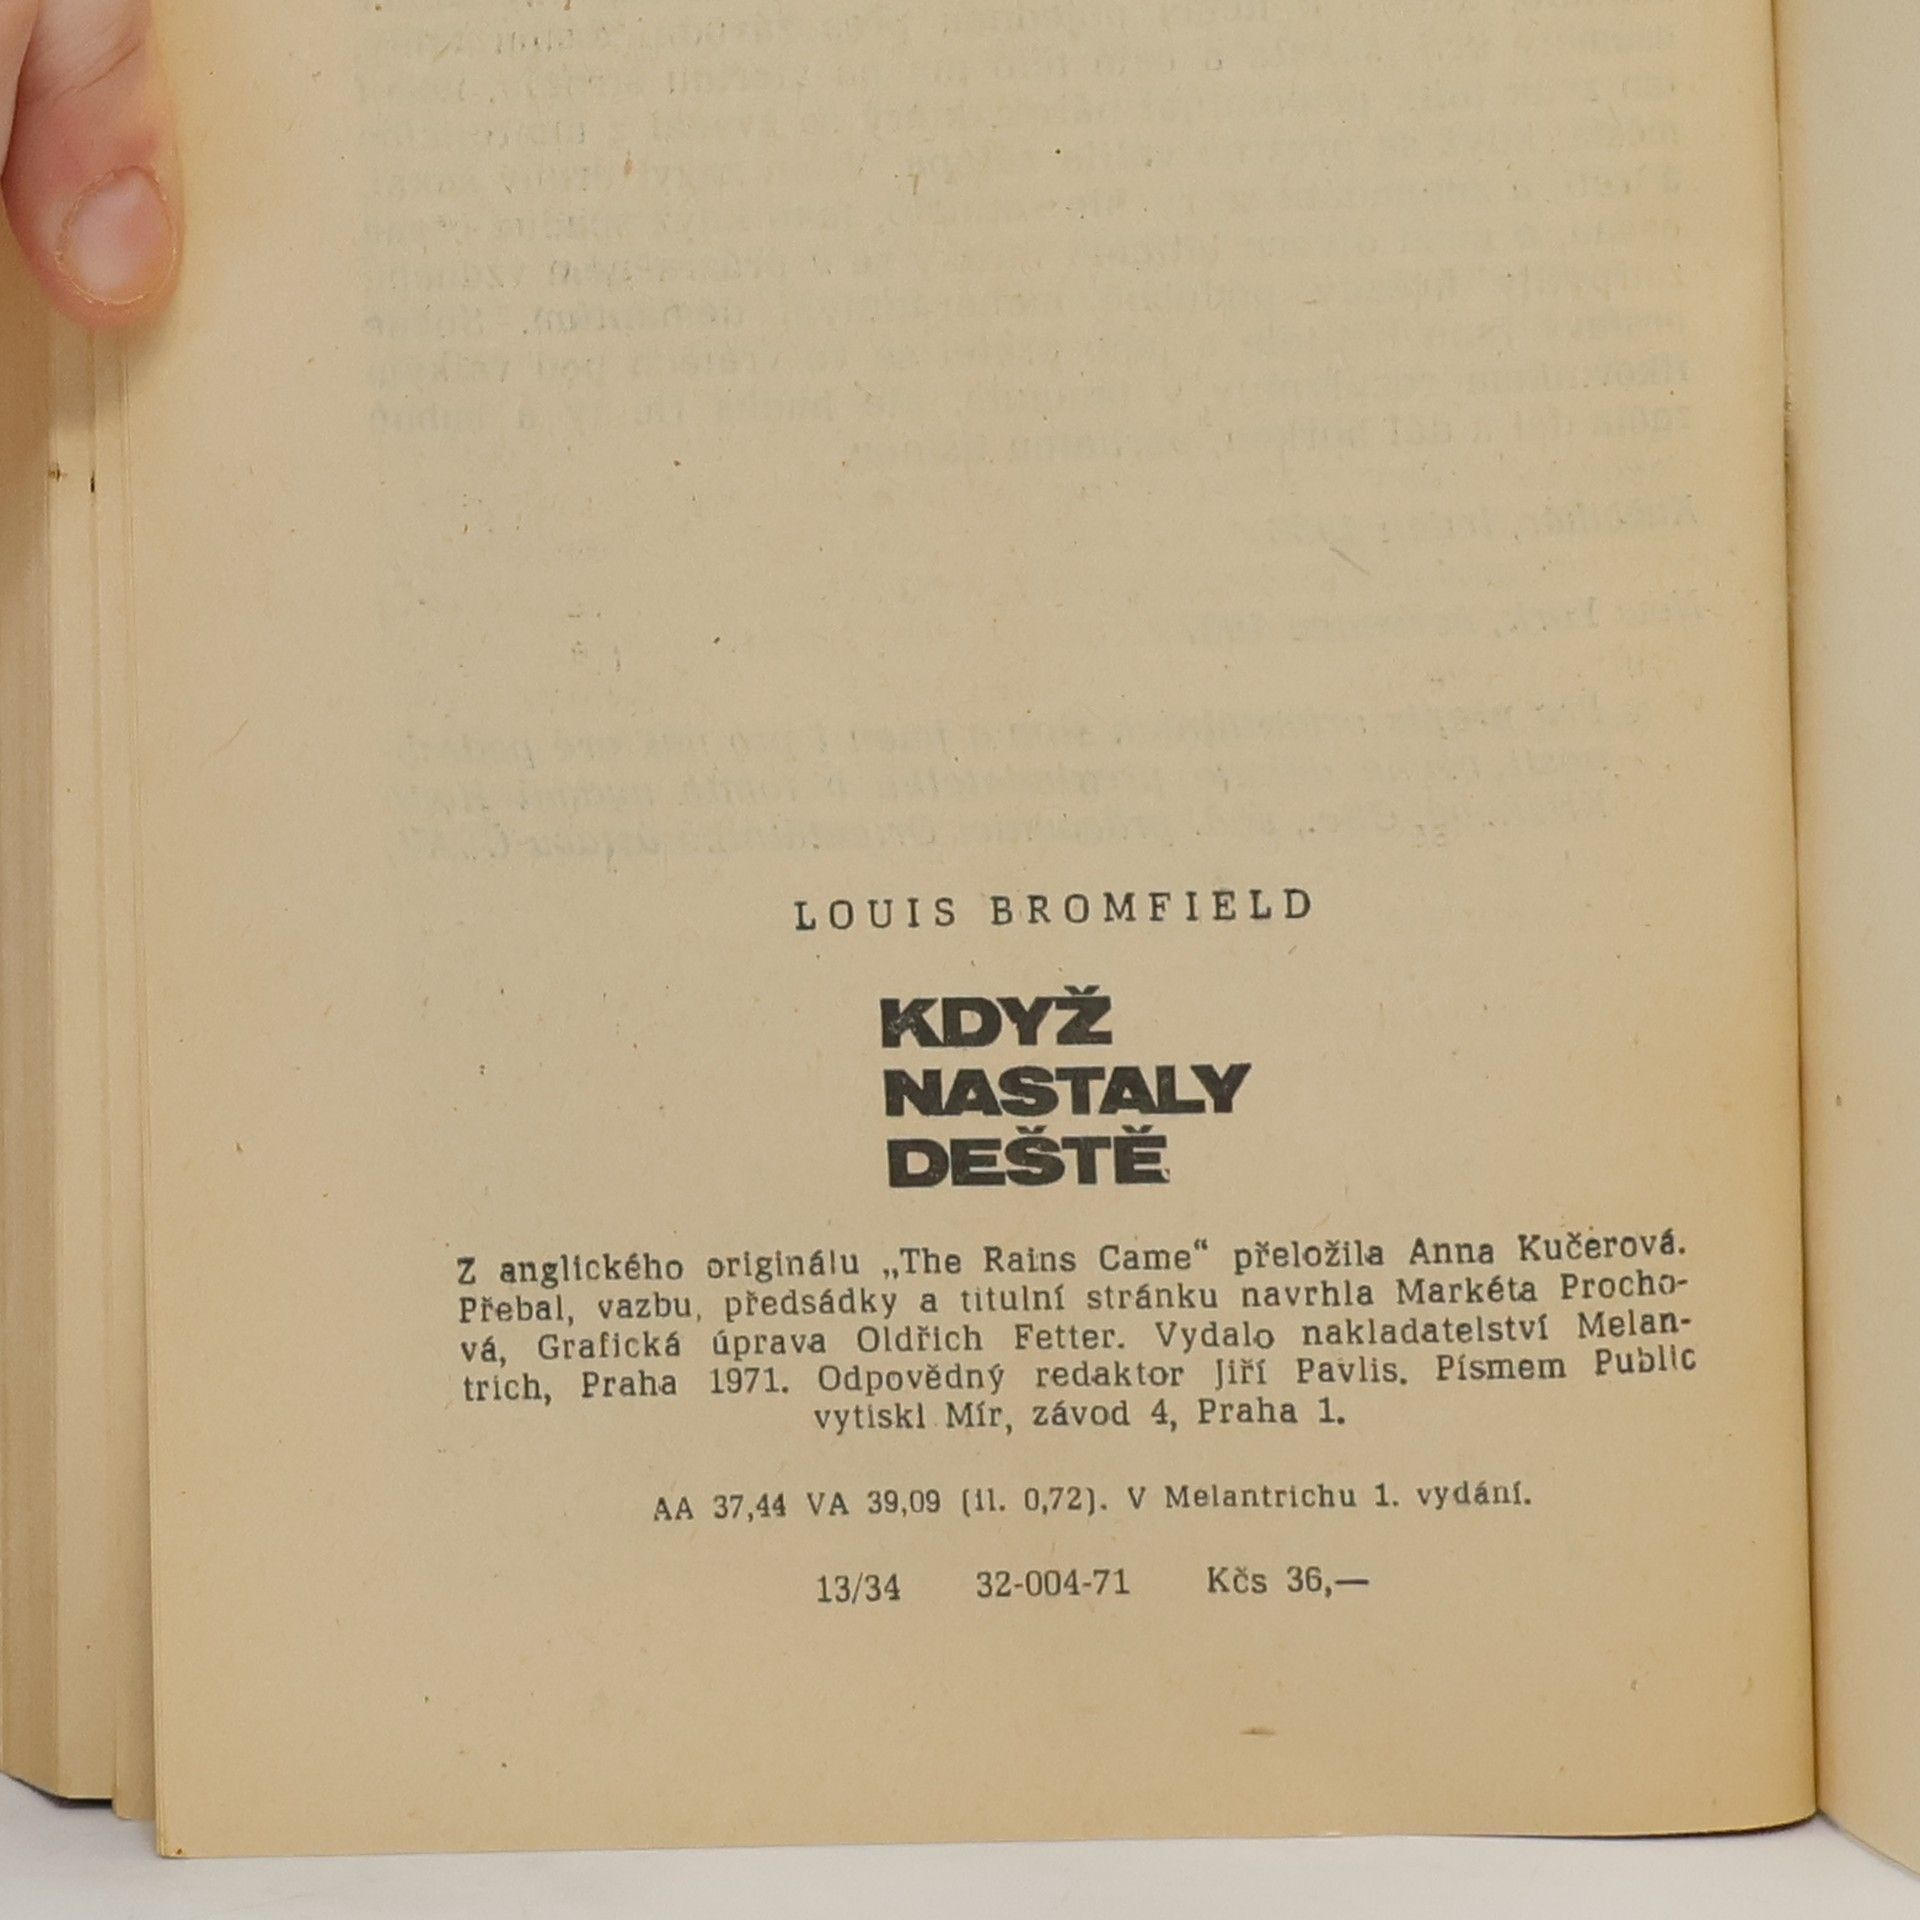 LOUIS BROMFIELD
KDYŽ
NASTALY
DEŠTĚ
Z anglického originálu „The Rains Came“ přeložila Anna Kučerová.
Přebal, vazbu, předsádky a titulní stránku navrhla Markéta Procho-
vá, Grafická úprava Oldřich Fetter. Vydalo nakladatelství Melan-
trich, Praha 1971. Odpovědný redaktor Jiří Pavlis. Písmem Public
vytiskl Mír, závod 4, Praha 1.
AA 37,44 VA 39,09 (il. 0,72). V Melantrichu 1. vydání.
13/34 32-004-71 Kčs 36,—